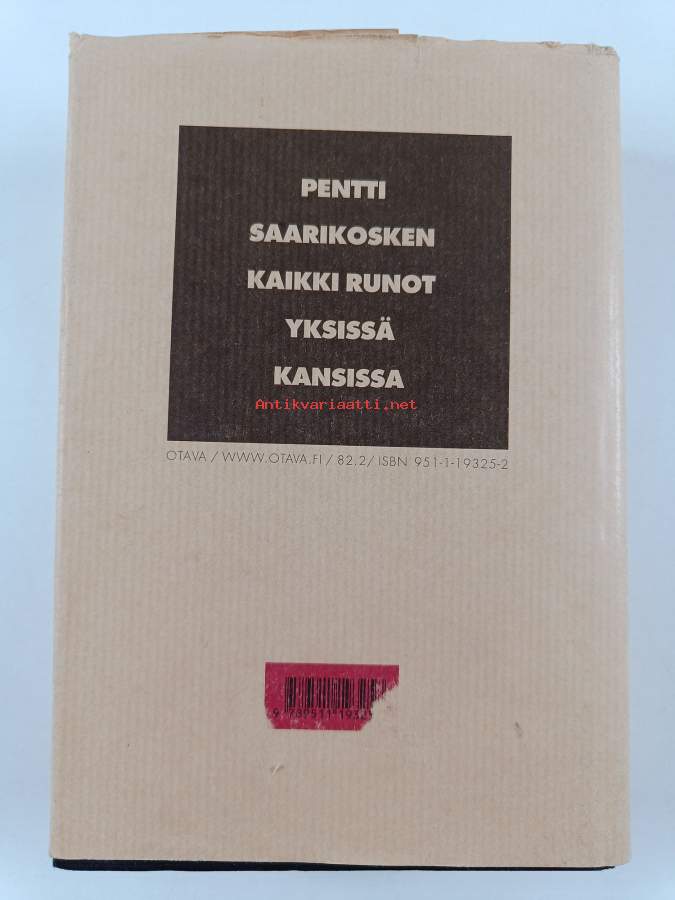 PENTTI
SAARIKOSKEN
KAIKKI RUNOT
YKSISSÄ
KANSISSA
Antikvariaatti.net
OTAVA / WWW.OTAVA.FI / 82.2/ ISBN 951-1-19325-2